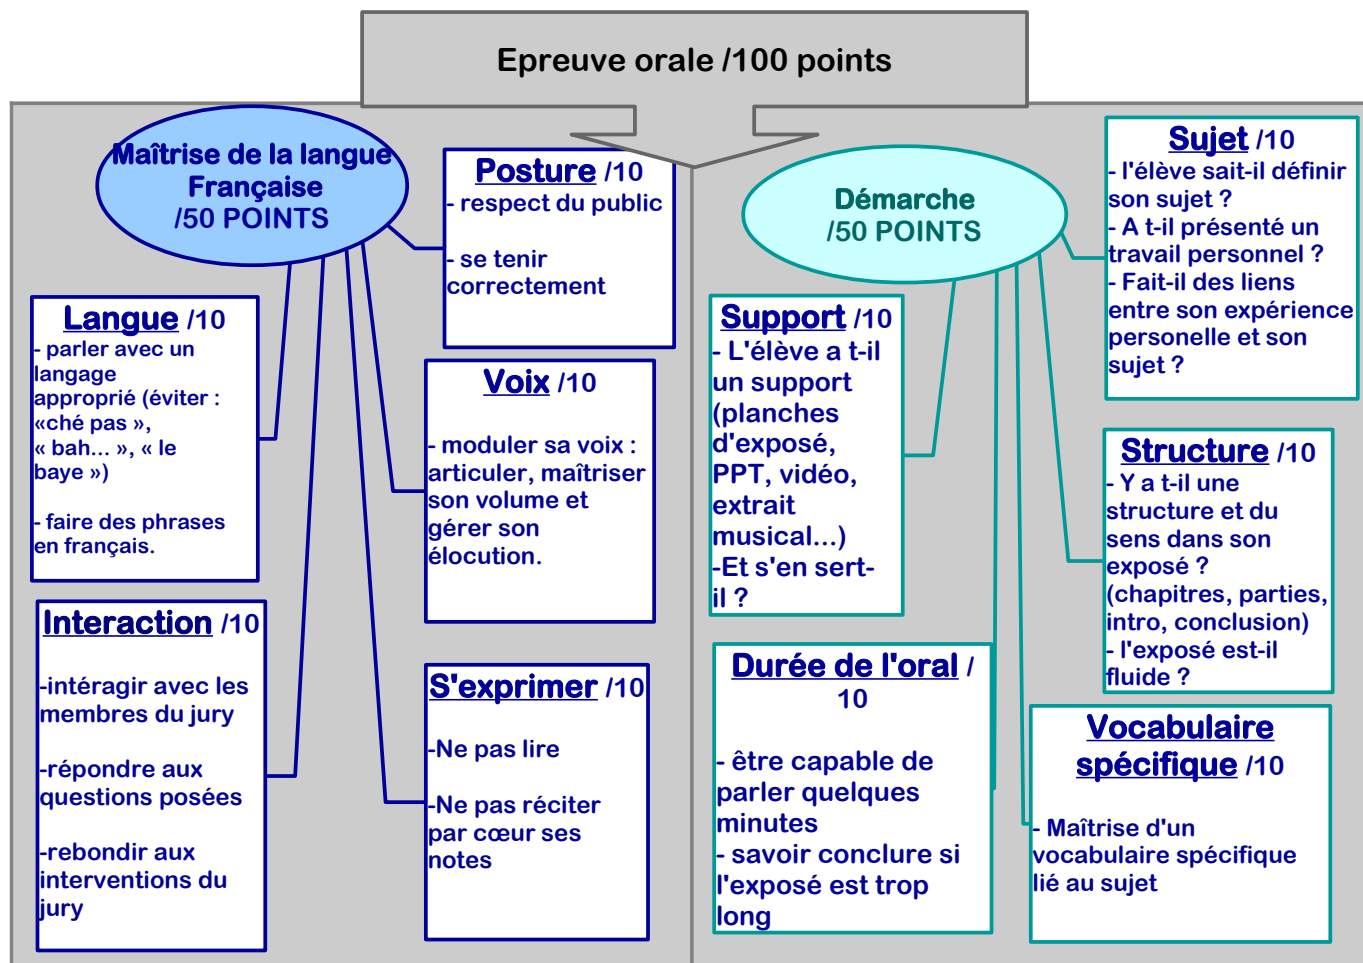 Epreuve orale /100 points
Maîtrise de la langue
Française
/50 POINTS
Posture /10
- respect du public
- se tenir
correctement
Langue /10
- parler avec un
langage
approprié (éviter :
«ché pas »,
« bah... », « le
baye »)
- faire des phrases
en français.
Voix /10
- moduler sa voix :
articuler, maîtriser
son volume et
gérer son
élocution.
Interaction /10
-intéragir avec les
membres du jury
-répondre aux
questions posées
-rebondir aux
interventions du
jury
S'exprimer /10
-Ne pas lire
-Ne pas réciter
par cœur ses
notes
Démarche
/50 POINTS
Sujet /10
- l'élève sait-il définir
son sujet ?
- A t-il présenté un
travail personnel ?
- Fait-il des liens
entre son expérience
personelle et son
sujet ?
Support /10
- L'élève a t-il
un support
(planches
d'exposé,
PPT, vidéo,
extrait
musical...)
-Et s'en sert-
il ?
Structure /10
- Y a t-il une
structure et du
sens dans son
exposé ?
(chapitres, parties,
intro, conclusion)
- l'exposé est-il
fluide ?
Durée de l'oral /
10
- être capable de
parler quelques
minutes
- savoir conclure si
l'exposé est trop
long
Vocabulaire
spécifique /10
- Maîtrise d'un
vocabulaire spécifique
lié au sujet